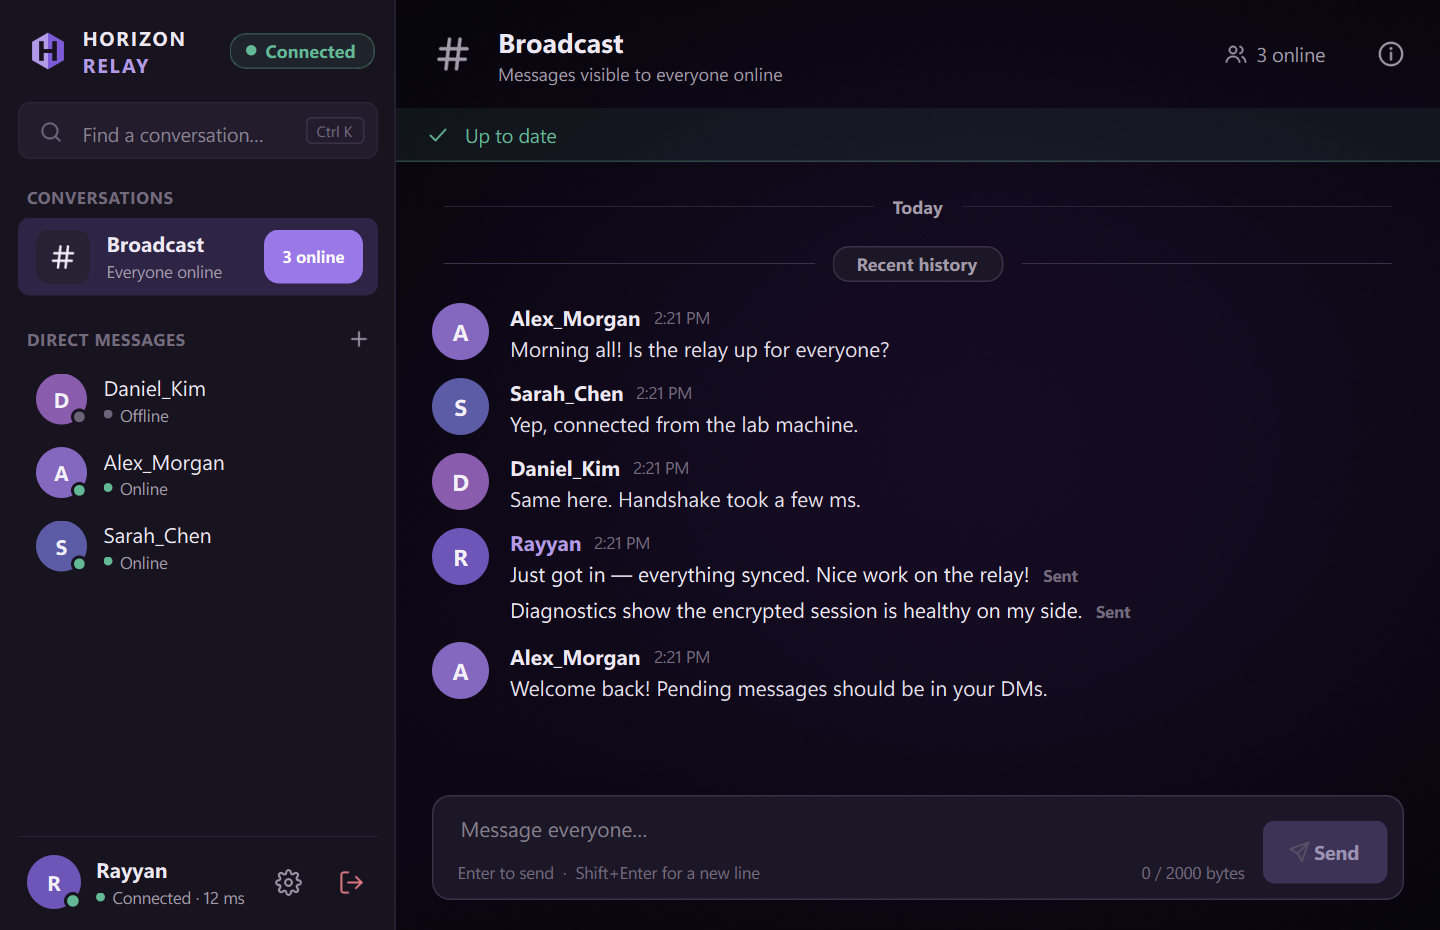 HORIZON
RELAY
Connected
Find a conversation...
Ctrl K
CONVERSATIONS
Broadcast
Everyone online
3 online
DIRECT MESSAGES
D
Daniel_Kim
Offline
A
Alex_Morgan
Online
S
Sarah_Chen
Online
R
Rayyan
Connected · 12 ms
Broadcast
Messages visible to everyone online
3 online
Up to date
Today
Recent history
A
Alex_Morgan 2:21 PM
Morning all! Is the relay up for everyone?
S
Sarah_Chen 2:21 PM
Yep, connected from the lab machine.
D
Daniel_Kim 2:21 PM
Same here. Handshake took a few ms.
R
Rayyan 2:21 PM
Just got in — everything synced. Nice work on the relay! Sent
Diagnostics show the encrypted session is healthy on my side. Sent
A
Alex_Morgan 2:21 PM
Welcome back! Pending messages should be in your DMs.
Message everyone...
Enter to send · Shift+Enter for a new line
0 / 2000 bytes
Send